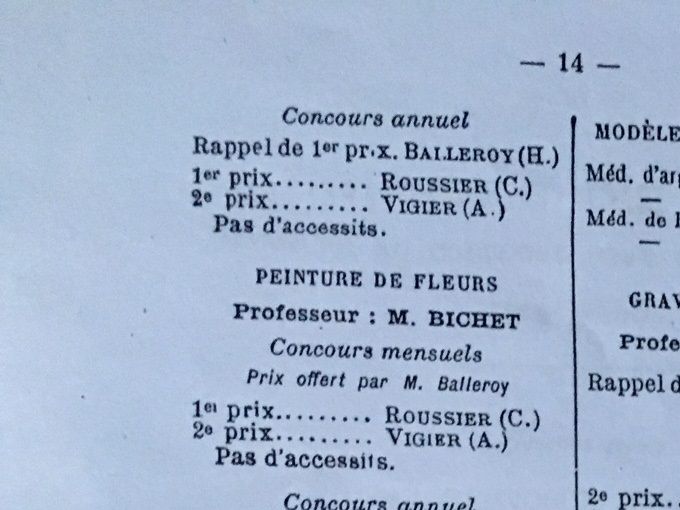 — 14 —
Concours annuel
Rappel de 1er prix. BALLEROY (H.)
1er prix......... ROUSSIER (C.)
2e prix.......... VIGIER (A.)
Pas d'accessits.
PEINTURE DE FLEURS
Professeur : M. BICHET
Concours mensuels
Prix offert par M. Balleroy
1er prix.......... ROUSSIER (C.)
2e prix.......... VIGIER (A.)
Pas d'accessits.
Concours annuel
MODÈLE
Méd. d'ar
Méd. de
GRAV
Profe
Rappel d
2e prix..